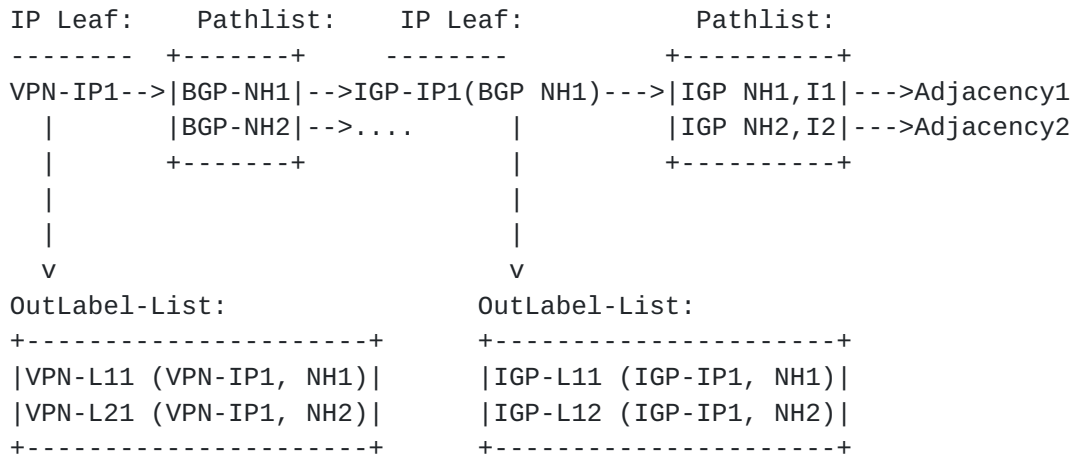 IP Leaf:    Pathlist:    IP Leaf:           Pathlist:
--------  +-------+     --------          +----------+
VPN-IP1-->|BGP-NH1|-->IGP-IP1(BGP NH1)--->|IGP NH1,I1|--->Adjacency1
  |       |BGP-NH2|-->....     |          |IGP NH2,I2|--->Adjacency2
  |       +-------+            |          +----------+
  |                            |
  |                            |
  v                            v
OutLabel-List:                OutLabel-List:
+----------------------+      +----------------------+
|VPN-L11 (VPN-IP1, NH1)|      |IGP-L11 (IGP-IP1, NH1)|
|VPN-L21 (VPN-IP1, NH2)|      |IGP-L12 (IGP-IP1, NH2)|
+----------------------+      +----------------------+